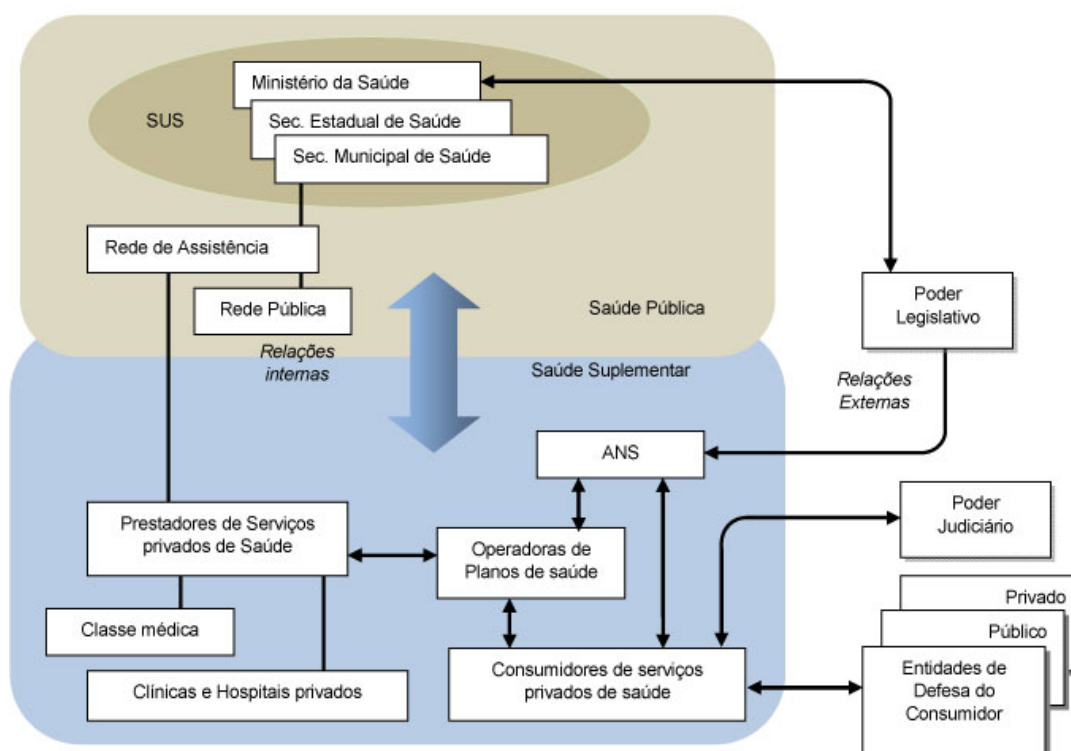 Ministério da Saúde
SUS
Sec. Estadual de Saúde
Sec. Municipal de Saúde
Rede de Assistência
Rede Pública
Saúde Pública
Poder
Legislativo
Relações
internas
Saúde Suplementar
Relações
Externas
ANS
Prestadores de Serviços
privados de Saúde
Operadoras de
Planos de saúde
Poder
Judiciário
Classe médica
Clínicas e Hospitais privados
Consumidores de serviços
privados de saúde
Privado
Público
Entidades de
Defesa do
Consumidor